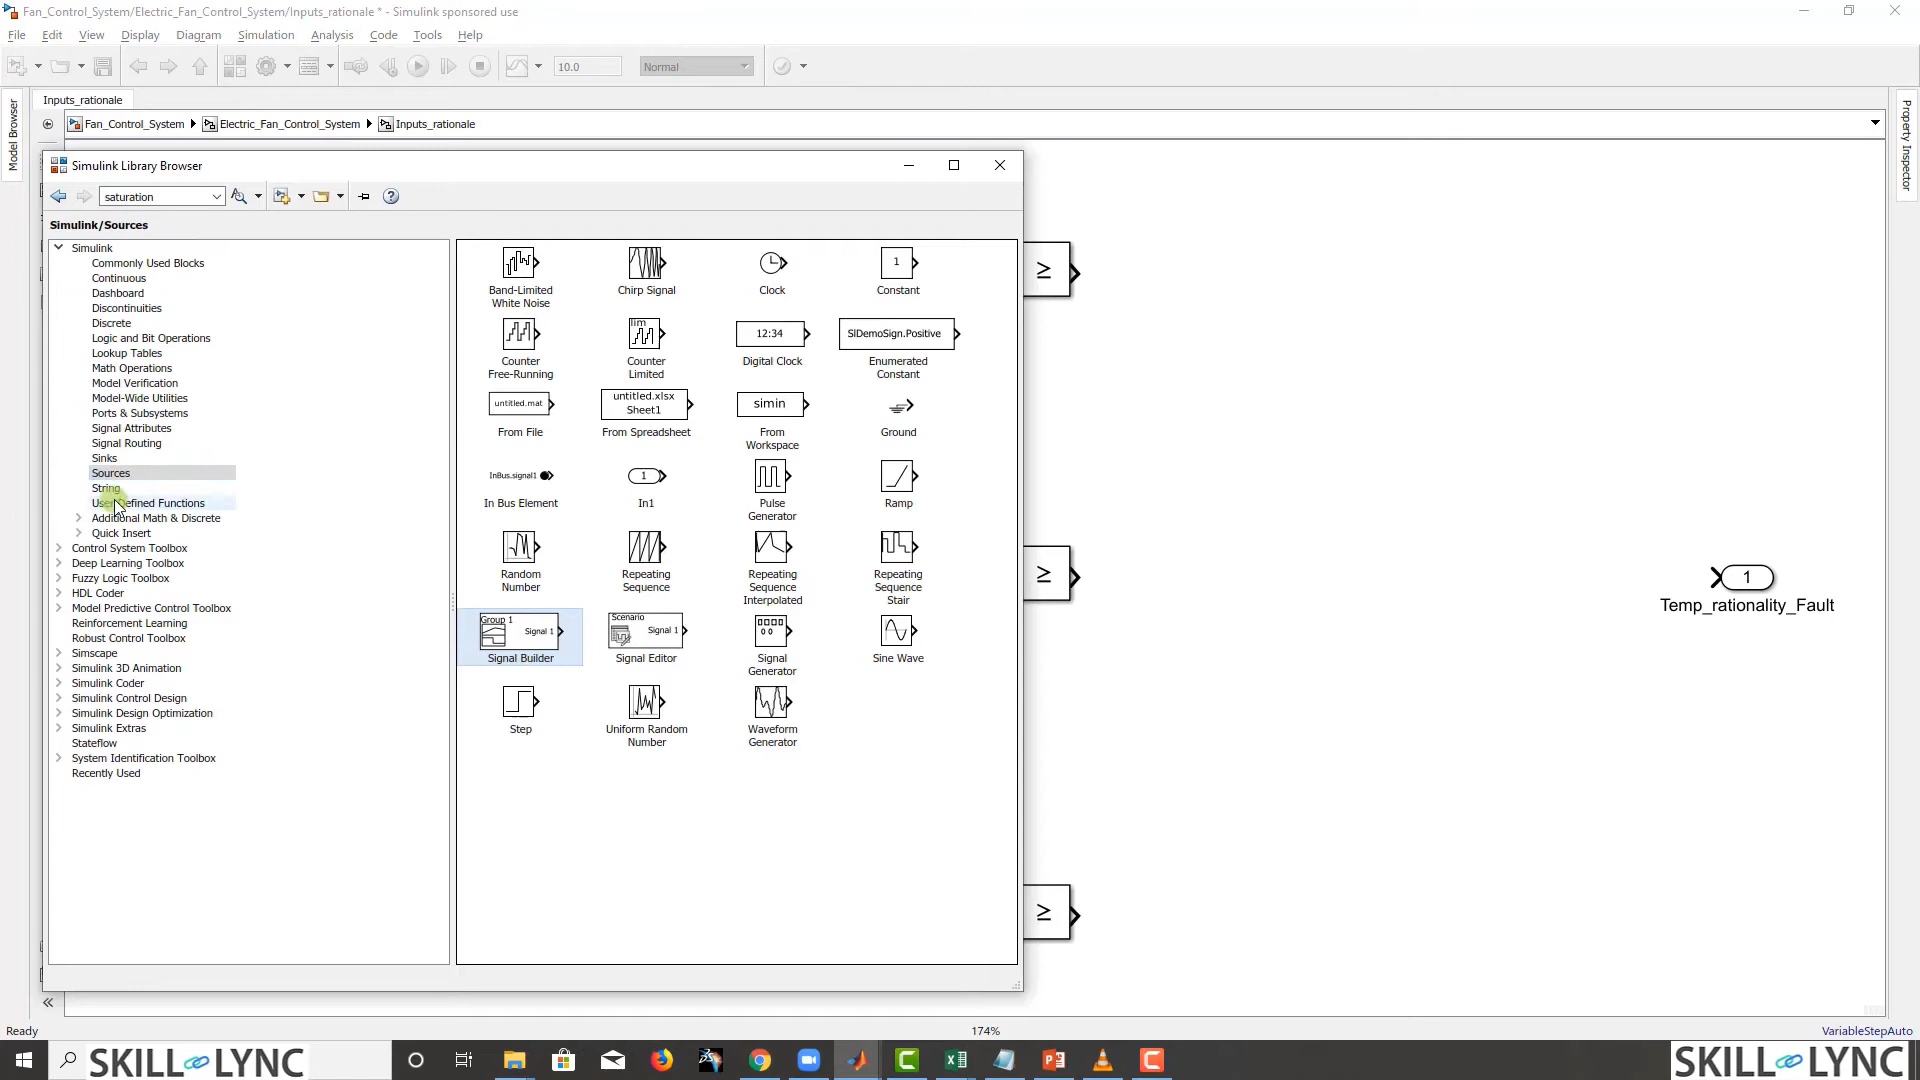 Fan_Control_System/Electric_Fan_Control_System/Inputs_rationale * - Simulink sponsored use
File Edit View Display Diagram Simulation Analysis Code Tools Help
10.0 Normal
Inputs_rationale
Fan_Control_System Electric_Fan_Control_System Inputs_rationale
Model Browser
Property Inspector
Simulink Library Browser
saturation
Simulink/Sources
Simulink
Commonly Used Blocks
Continuous
Dashboard
Discontinuities
Discrete
Logic and Bit Operations
Lookup Tables
Math Operations
Model Verification
Model-Wide Utilities
Ports & Subsystems
Signal Attributes
Signal Routing
Sinks
Sources
String
User-Defined Functions
Additional Math & Discrete
Quick Insert
Control System Toolbox
Deep Learning Toolbox
Fuzzy Logic Toolbox
HDL Coder
Model Predictive Control Toolbox
Reinforcement Learning
Robust Control Toolbox
Simscape
Simulink 3D Animation
Simulink Coder
Simulink Control Design
Simulink Design Optimization
Simulink Extras
Stateflow
System Identification Toolbox
Recently Used
1
Band-Limited White Noise
Chirp Signal
Clock
Constant
lim
12:34
SlDemoSign.Positive
Counter Free-Running
Counter Limited
Digital Clock
Enumerated Constant
untitled.mat
untitled.xlsx
Sheet1
simin
From File
From Spreadsheet
From Workspace
Ground
InBus.signal1
1
In Bus Element
In1
Pulse Generator
Ramp
Random Number
Repeating Sequence
Repeating Sequence Interpolated
Repeating Sequence Stair
Group 1
Signal 1
Scenario
Signal 1
Signal Builder
Signal Editor
Signal Generator
Sine Wave
Step
Uniform Random Number
Waveform Generator
≥
≥
≥
1
Temp_rationality_Fault
Ready
174%
VariableStepAuto
SKILL LYNC
SKILL LYNC